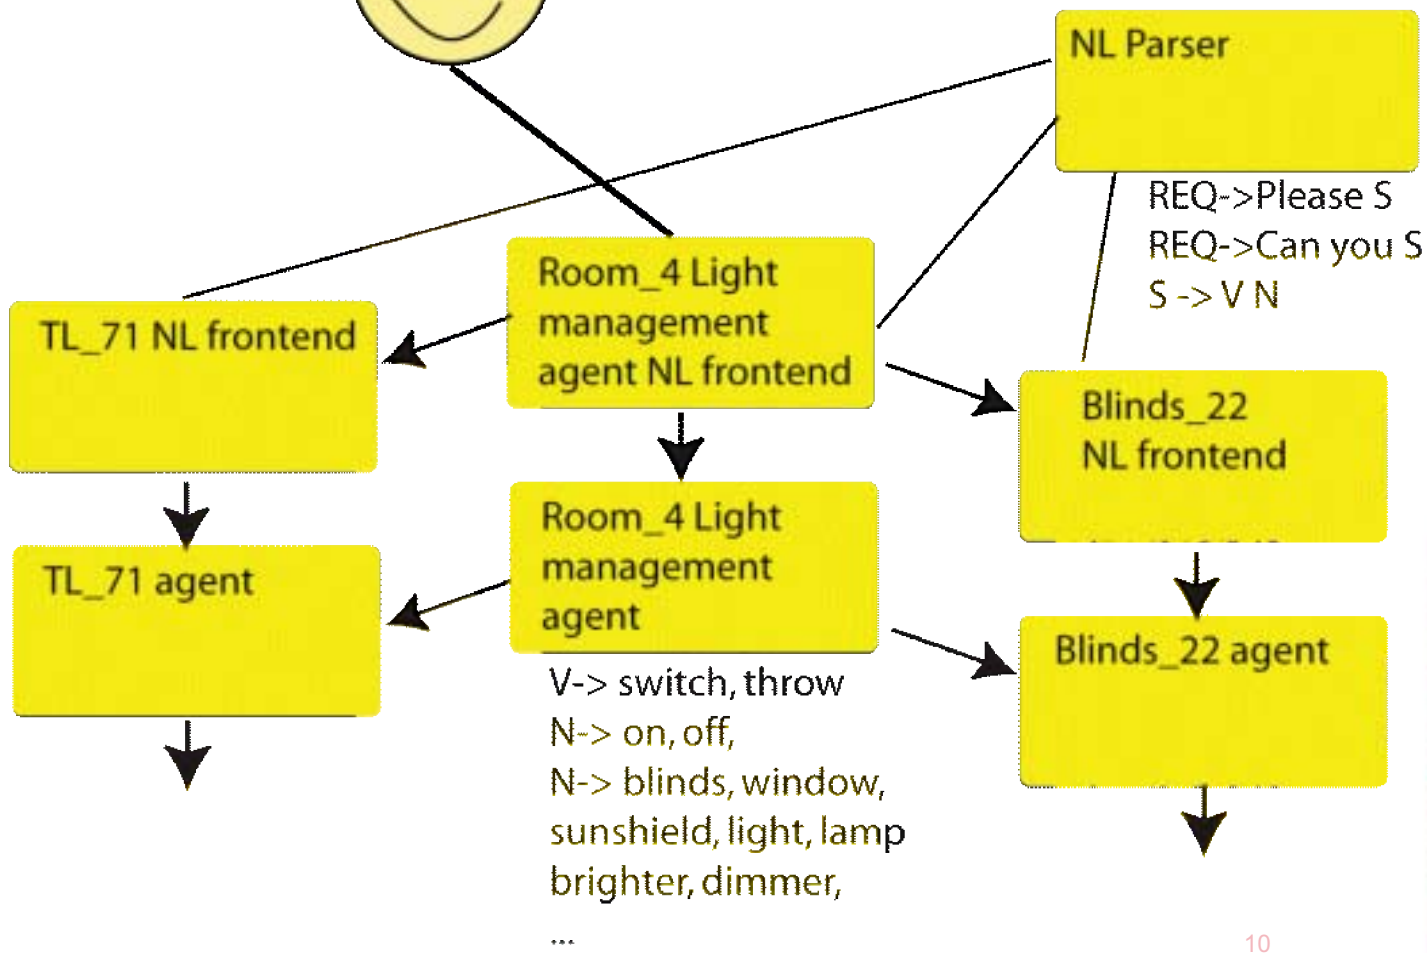 NL Parser
REQ->Please S
REQ->Can you S
S -> V N
Room_4 Light
management
agent NL frontend
TL_71 NL frontend
Blinds_22
NL frontend
Room_4 Light
management
agent
TL_71 agent
Blinds_22 agent
V-> switch, throw
N-> on, off,
N-> blinds, window,
sunshield, light, lamp
brighter, dimmer,
...
10